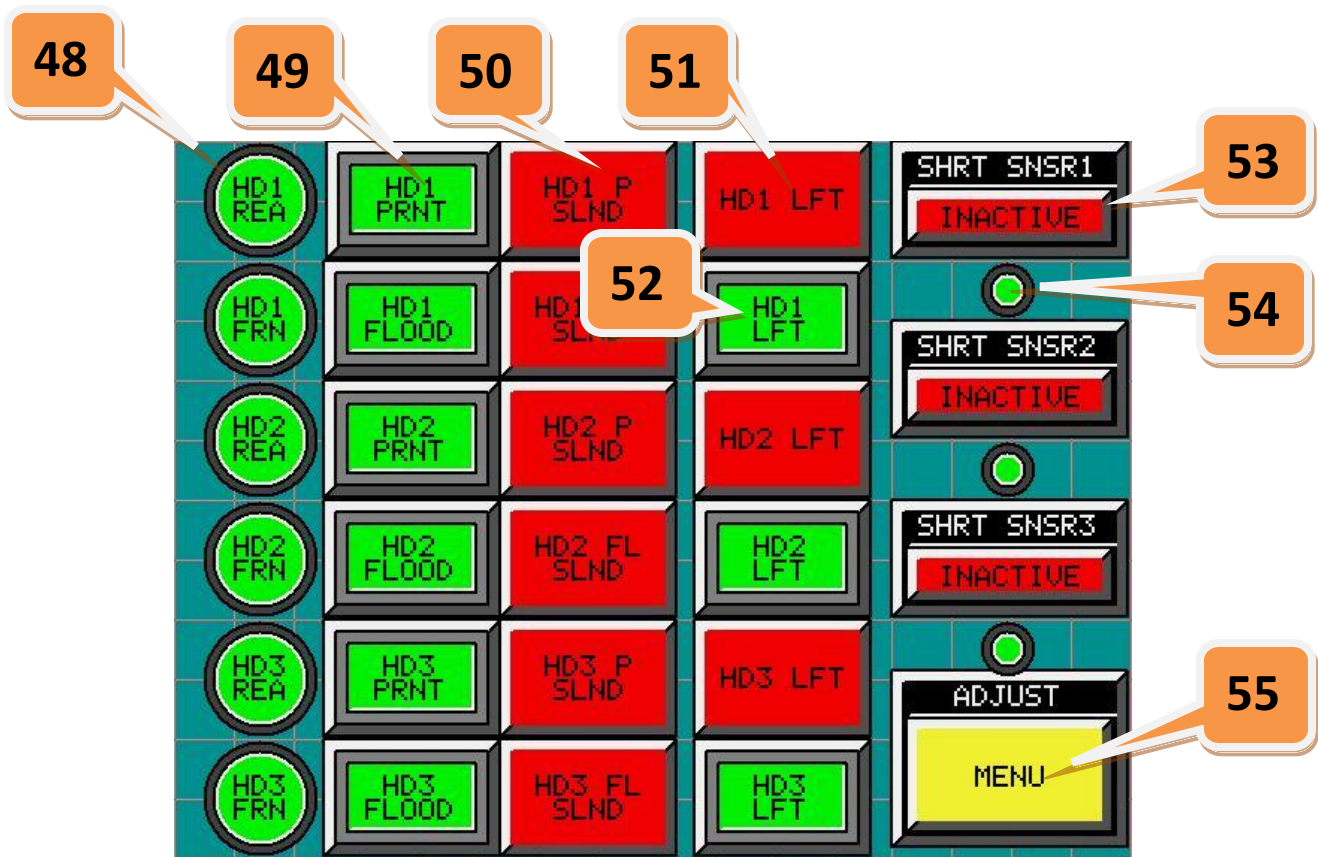 48
49
50
51
53
HD1
REA
HD1
PRNT
HD1 P
SLND
HD1 LFT
SHRT SNSR1
INACTIVE
52
54
HD1
FRN
HD1
FLOOD
HD1
LFT
SHRT SNSR2
INACTIVE
HD2
REA
HD2
PRNT
HD2 P
SLND
HD2 LFT
HD2
FRN
HD2
FLOOD
HD2 FL
SLND
HD2
LFT
SHRT SNSR3
INACTIVE
HD3
REA
HD3
PRNT
HD3 P
SLND
HD3 LFT
ADJUST
MENU
55
HD3
FRN
HD3
FLOOD
HD3 FL
SLND
HD3
LFT